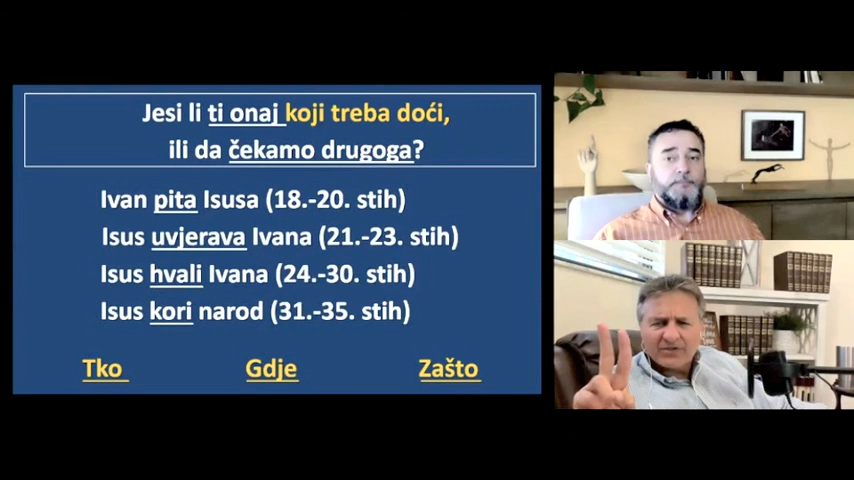 Jesi li ti onaj koji treba doći,
ili da čekamo drugoga?
Ivan pita Isusa (18.-20. stih)
Isus uvjerava Ivana (21.-23. stih)
Isus hvali Ivana (24.-30. stih)
Isus kori narod (31.-35. stih)
Tko Gdje Zašto